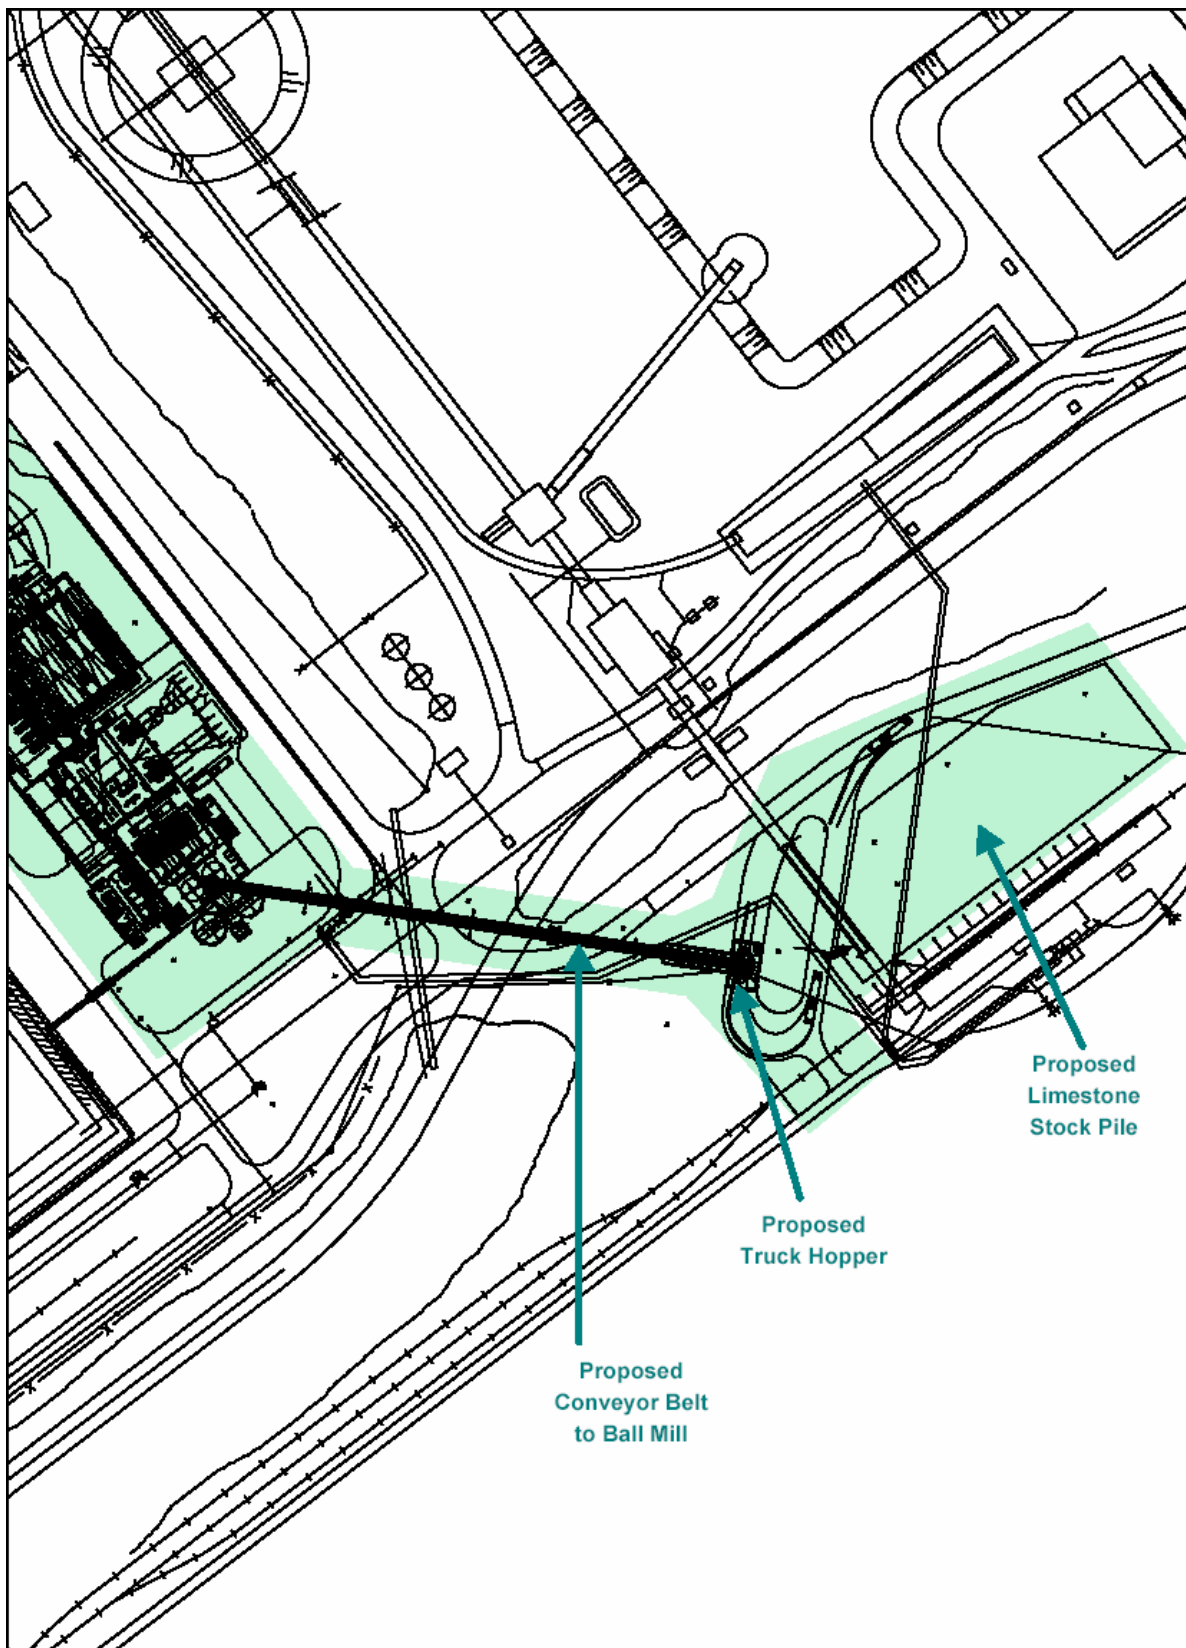 Proposed
Limestone
Stock Pile
Proposed
Truck Hopper
Proposed
Conveyor Belt
to Ball Mill